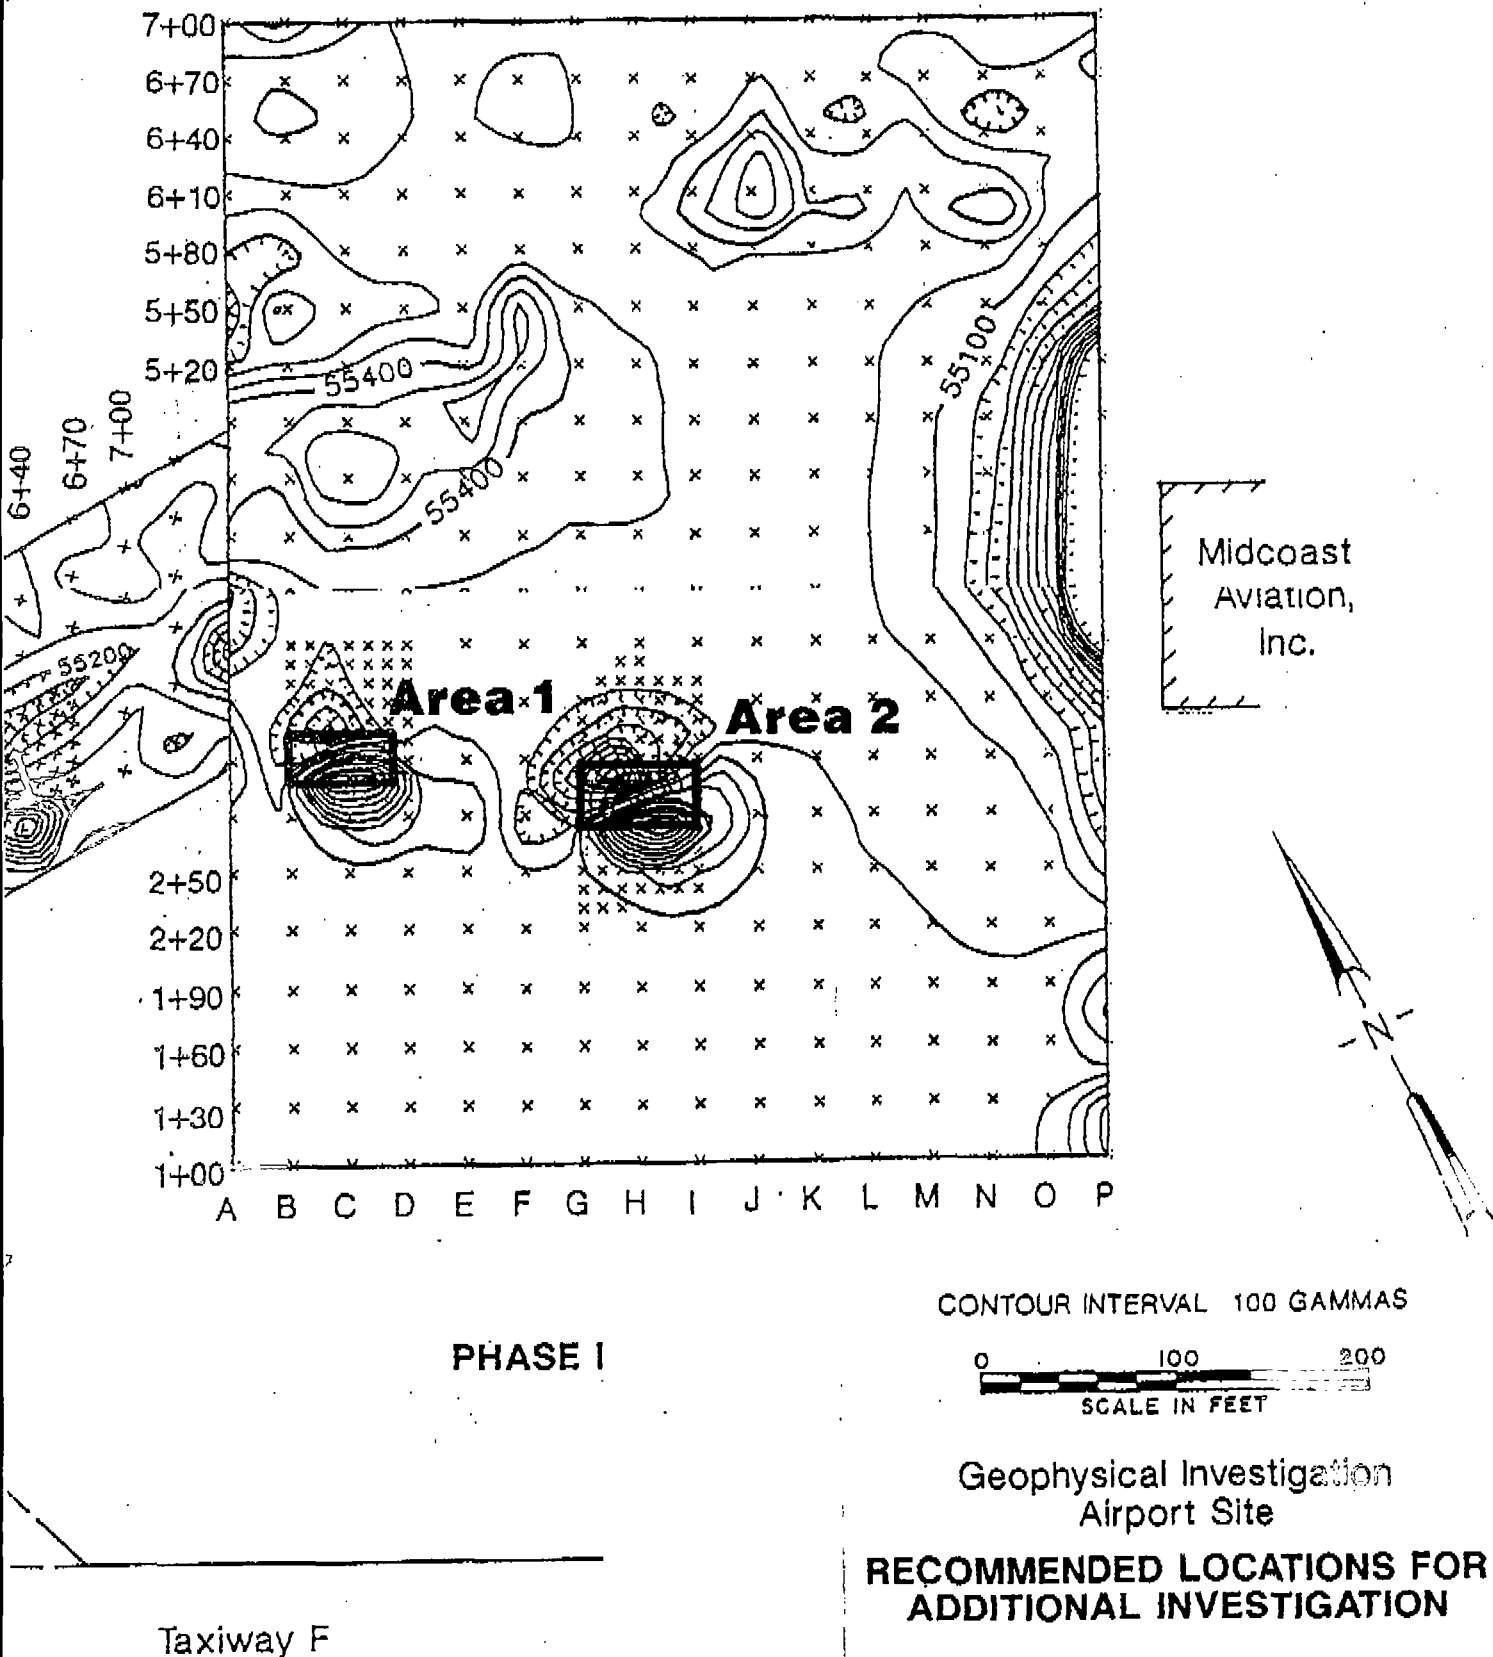 7+00
6+70
6+40
6+10
5+80
5+50
5+20
55400
55100
7+00
6+70
6+40
55400
Midcoast
Aviation,
Inc.
55200
Area 1
Area 2
2+50
2+20
1+90
1+60
1+30
1+00
N
A B C D E F G H I J K L M N O P
CONTOUR INTERVAL 100 GAMMAS
PHASE I
0 100 200
SCALE IN FEET
Geophysical Investigation
Airport Site
RECOMMENDED LOCATIONS FOR
ADDITIONAL INVESTIGATION
Taxiway F